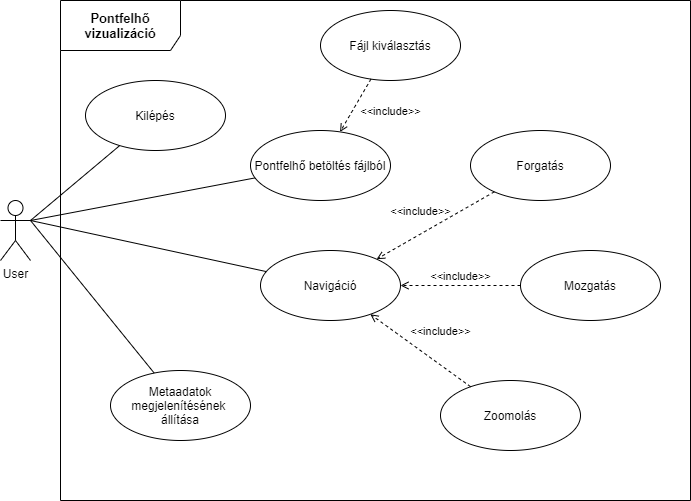 Pontfelhő
vizualizáció
Fájl kiválasztás
<<include>>
Kilépés
Pontfelhő betöltés fájlból
Forgatás
<<include>>
User
Navigáció
<<include>>
Mozgatás
<<include>>
Metaadatok
megjelenítésének
állítása
Zoomolás